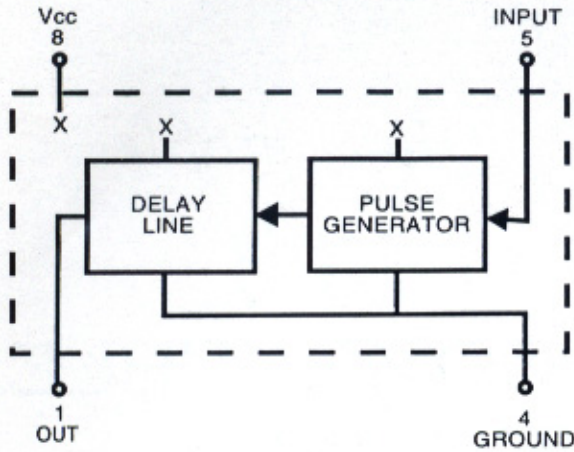 Vcc
8
INPUT
5
X
X
X
DELAY
LINE
PULSE
GENERATOR
1
OUT
4
GROUND